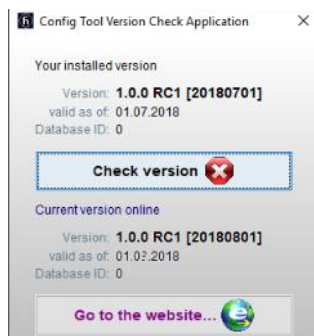 Config Tool Version Check Application
Your installed version
Version: 1.0.0 RC1 [20180701]
valid as of: 01.07.2018
Database ID: 0
Check version
Current version online
Version: 1.0.0 RC1 [20180801]
valid as of:
Database ID: 0
Go to the website...